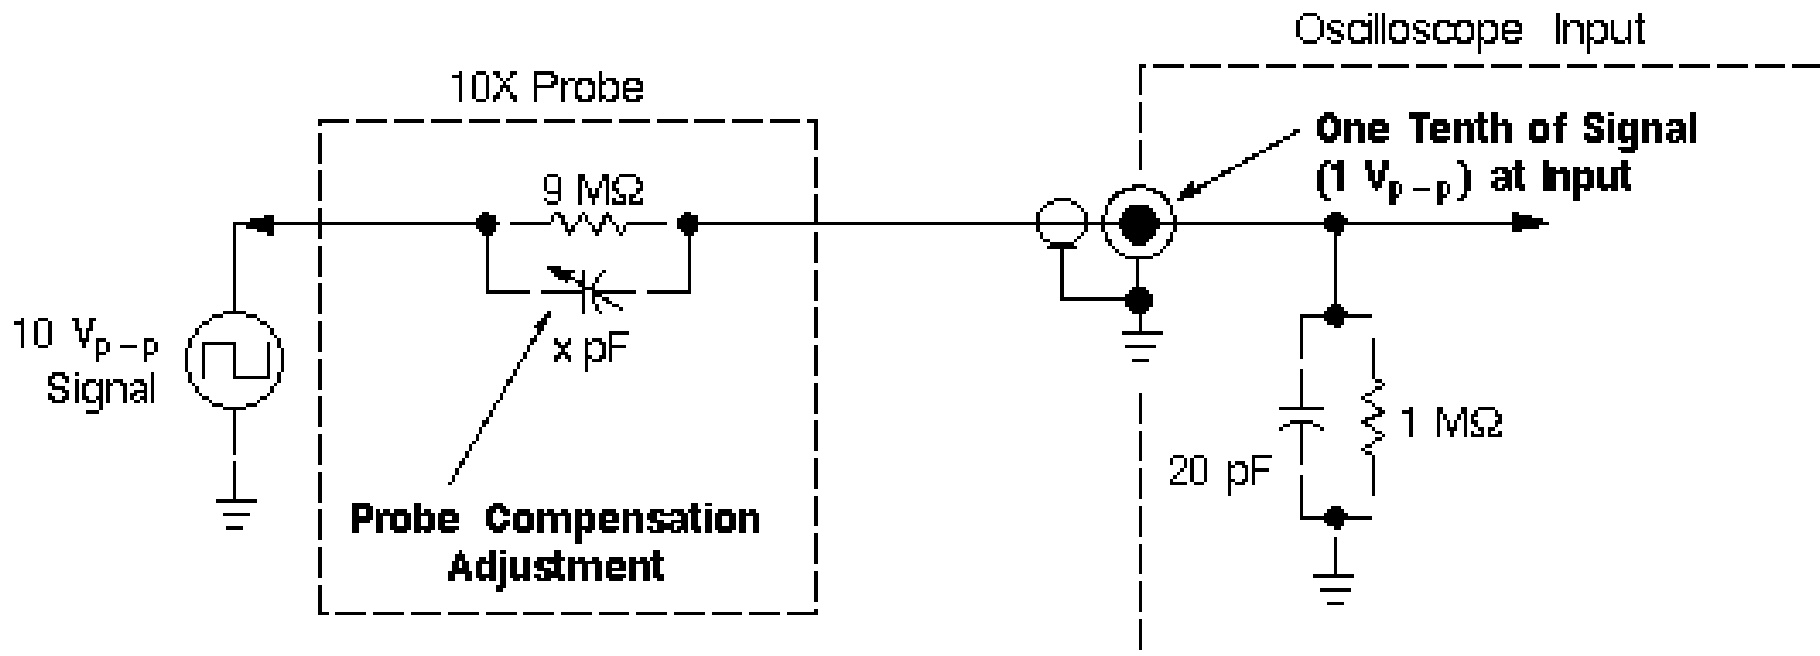 Oscilloscope Input
10X Probe
One Tenth of Signal
(1 Vp–p) at Input
9 MΩ
10 Vp–p
Signal
x pF
20 pF
1 MΩ
Probe Compensation
Adjustment